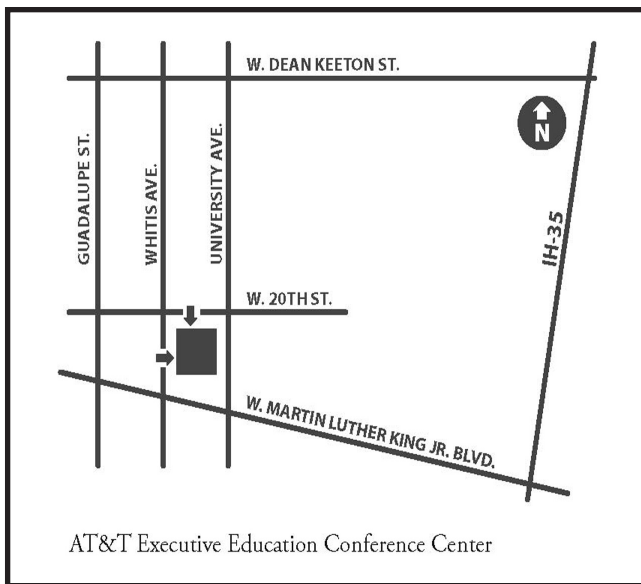 W. DEAN KEETON ST.
N
GUADALUPE ST.
WHITIS AVE.
UNIVERSITY AVE.
IH-35
W. 20TH ST.
W. MARTIN LUTHER KING JR. BLVD.
AT&T Executive Education Conference Center